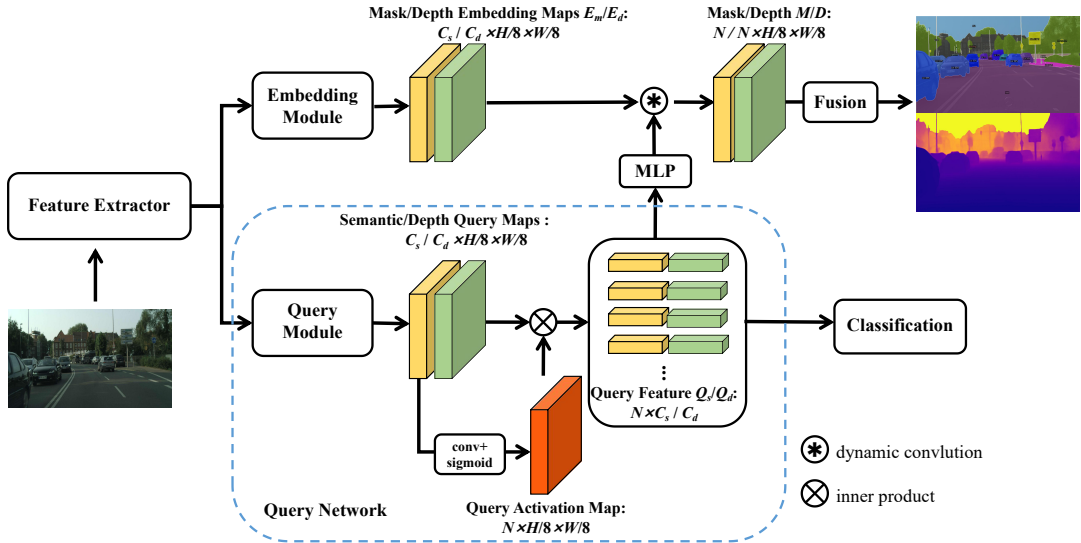 Mask/Depth Embedding Maps E_m/E_d:
C_s / C_d ×H/8×W/8
Mask/Depth M/D:
N / N×H/8×W/8
Embedding
Module
Fusion
MLP
Feature Extractor
Semantic/Depth Query Maps :
C_s / C_d ×H/8×W/8
Query
Module
Classification
Query Feature Q_s/Q_d:
N×C_s / C_d
conv+
sigmoid
dynamic convlution
inner product
Query Network
Query Activation Map:
N×H/8×W/8